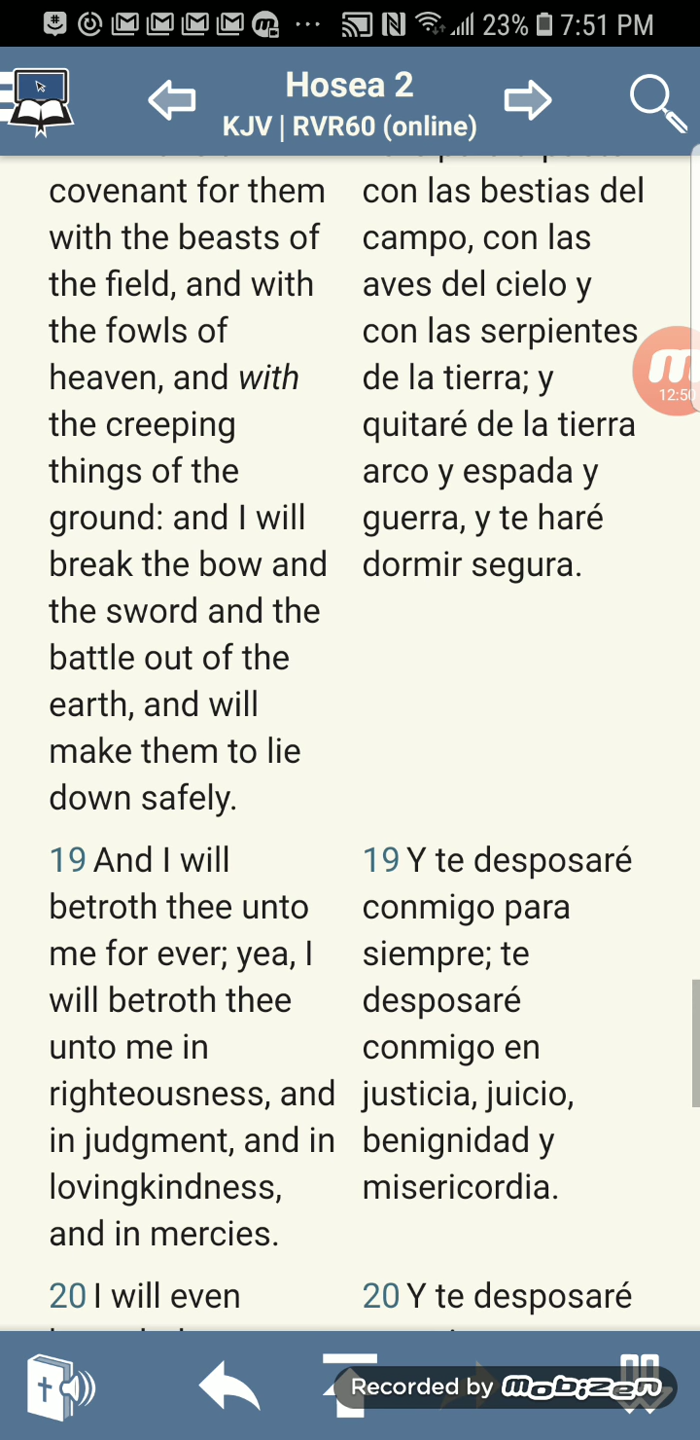 23% 7:51 PM
Hosea 2
KJV | RVR60 (online)
covenant for them
with the beasts of
the field, and with
the fowls of
heaven, and with
the creeping
things of the
ground: and I will
break the bow and
the sword and the
battle out of the
earth, and will
make them to lie
down safely.
19 And I will
betroth thee unto
me for ever; yea, I
will betroth thee
unto me in
righteousness, and
in judgment, and in
lovingkindness,
and in mercies.
20 I will even
con las bestias del
campo, con las
aves del cielo y
con las serpientes
de la tierra; y
quitaré de la tierra
arco y espada y
guerra, y te haré
dormir segura.
19 Y te desposaré
conmigo para
siempre; te
desposaré
conmigo en
justicia, juicio,
benignidad y
misericordia.
20 Y te desposaré
12:50
Recorded by mobizen